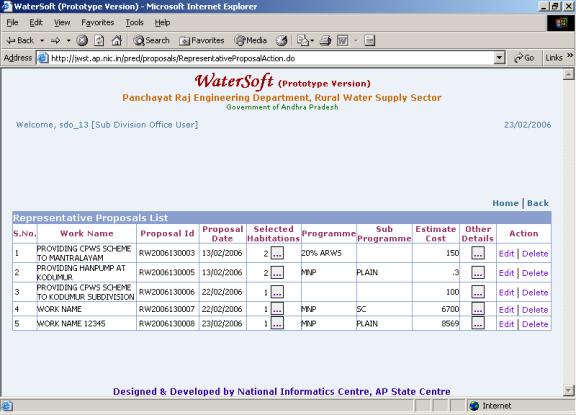 WaterSoft (Prototype Version) - Microsoft Internet Explorer
File Edit View Favorites Tools Help
Back Search Favorites Media
Address http://jwst.ap.nic.in/pred/proposals/RepresentativeProposalAction.do Go Links »
WaterSoft (Prototype Version)
Panchayat Raj Engineering Department, Rural Water Supply Sector
Government of Andhra Pradesh
Welcome, sdo_13 [Sub Division Office User] 23/02/2006
Home | Back
Representative Proposals List
S.No. Work Name Proposal Id Proposal Date Selected Habitations Programme Sub Programme Estimate Cost Other Details Action
1 PROVIDING CPWS SCHEME TO MANTRALAYAM RW2006130003 13/02/2006 2 ... 20% ARWS 150 ... Edit | Delete
2 PROVIDING HANPUMP AT KODUMUR RW2006130005 13/02/2006 2 ... MNP PLAIN .3 ... Edit | Delete
3 PROVIDING CPWS SCHEME TO KODUMUR SUBDIVISION RW2006130006 22/02/2006 1 ... 100 ... Edit | Delete
4 WORK NAME RW2006130007 22/02/2006 1 ... MNP SC 6700 ... Edit | Delete
5 WORK NAME 12345 RW2006130008 23/02/2006 1 ... MNP PLAIN 8569 ... Edit | Delete
Designed & Developed by National Informatics Centre, AP State Centre
Internet